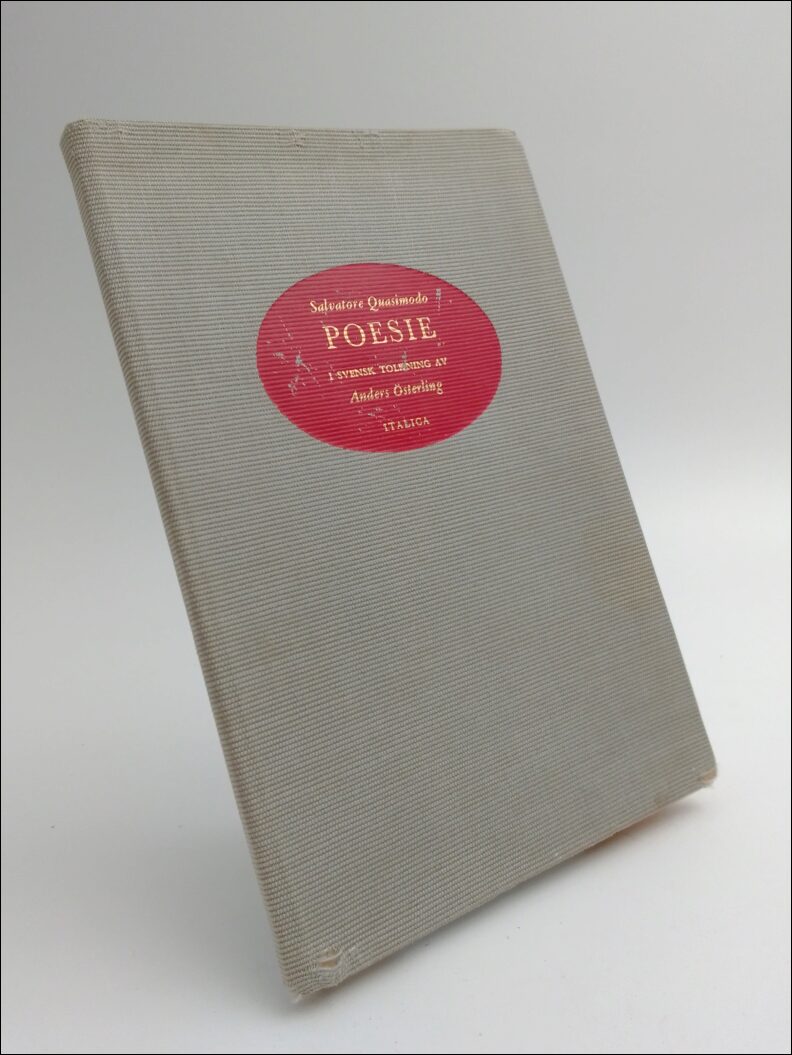 Salvatore Quasimodo
POESIE
I SVENSK TOLKNING AV
Anders Österling
ITALICA